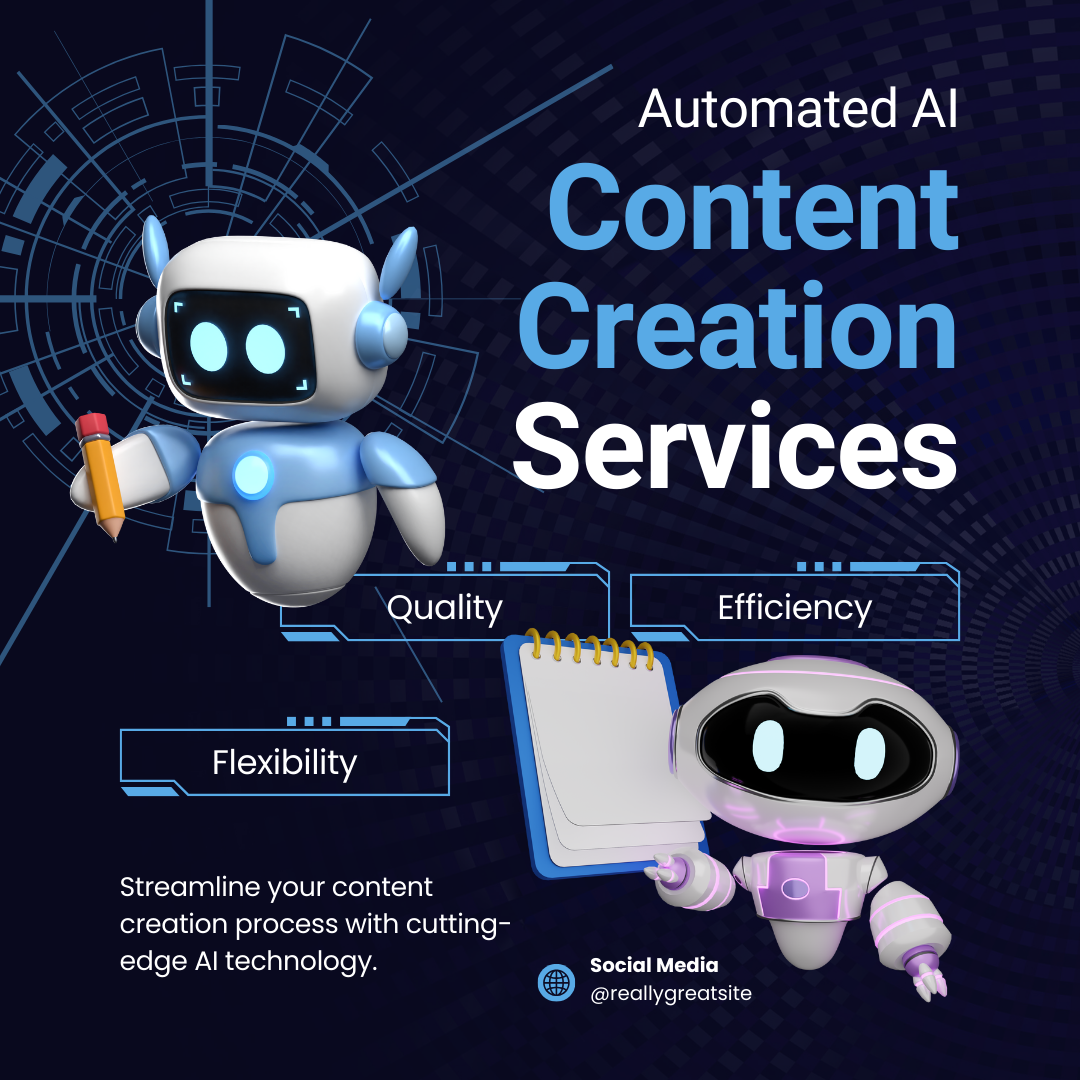 Automated AI
Content
Creation
Services
Quality
Efficiency
Flexibility
Streamline your content
creation process with cutting-
edge AI technology.
Social Media
@reallygreatsite